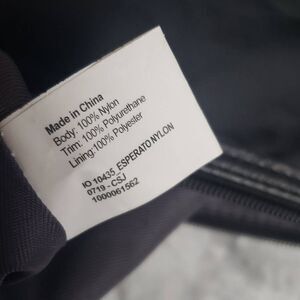 Made in China
Body: 100% Nylon
Trim: 100% Polyurethane
Lining:100% Polyester
IO 10435_ESPERATO NYLON
0719 - CSJ
1000061562